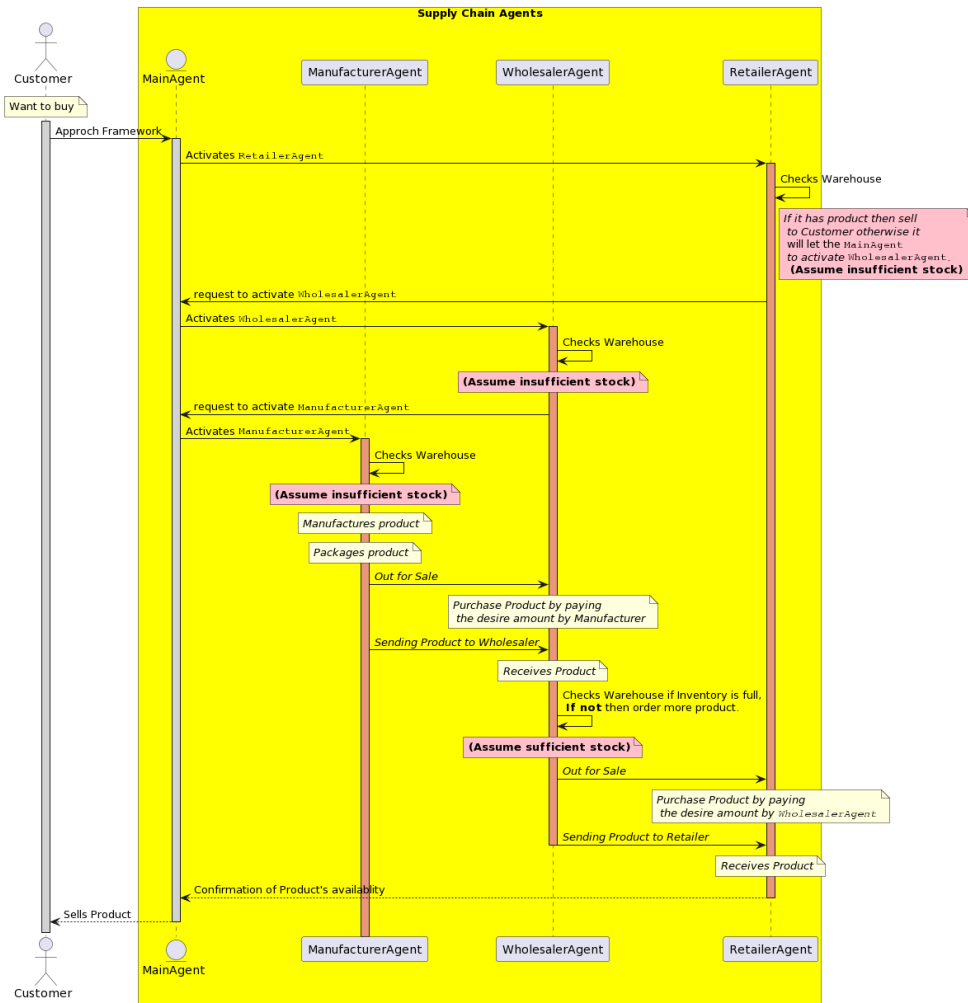 Supply Chain Agents
Customer
MainAgent
ManufacturerAgent
WholesalerAgent
RetailerAgent
Want to buy
Approch Framework
Activates RetailerAgent
Checks Warehouse
If it has product then sell
to Customer otherwise it
will let the MainAgent
to activate WholesalerAgent.
(Assume insufficient stock)
request to activate WholesalerAgent
Activates WholesalerAgent
Checks Warehouse
(Assume insufficient stock)
request to activate ManufacturerAgent
Activates ManufacturerAgent
Checks Warehouse
(Assume insufficient stock)
Manufactures product
Packages product
Out for Sale
Purchase Product by paying
the desire amount by Manufacturer
Sending Product to Wholesaler
Receives Product
Checks Warehouse if Inventory is full,
If not then order more product.
(Assume sufficient stock)
Out for Sale
Purchase Product by paying
the desire amount by WholesalerAgent
Sending Product to Retailer
Receives Product
Confirmation of Product's availablity
Sells Product
Customer
MainAgent
ManufacturerAgent
WholesalerAgent
RetailerAgent